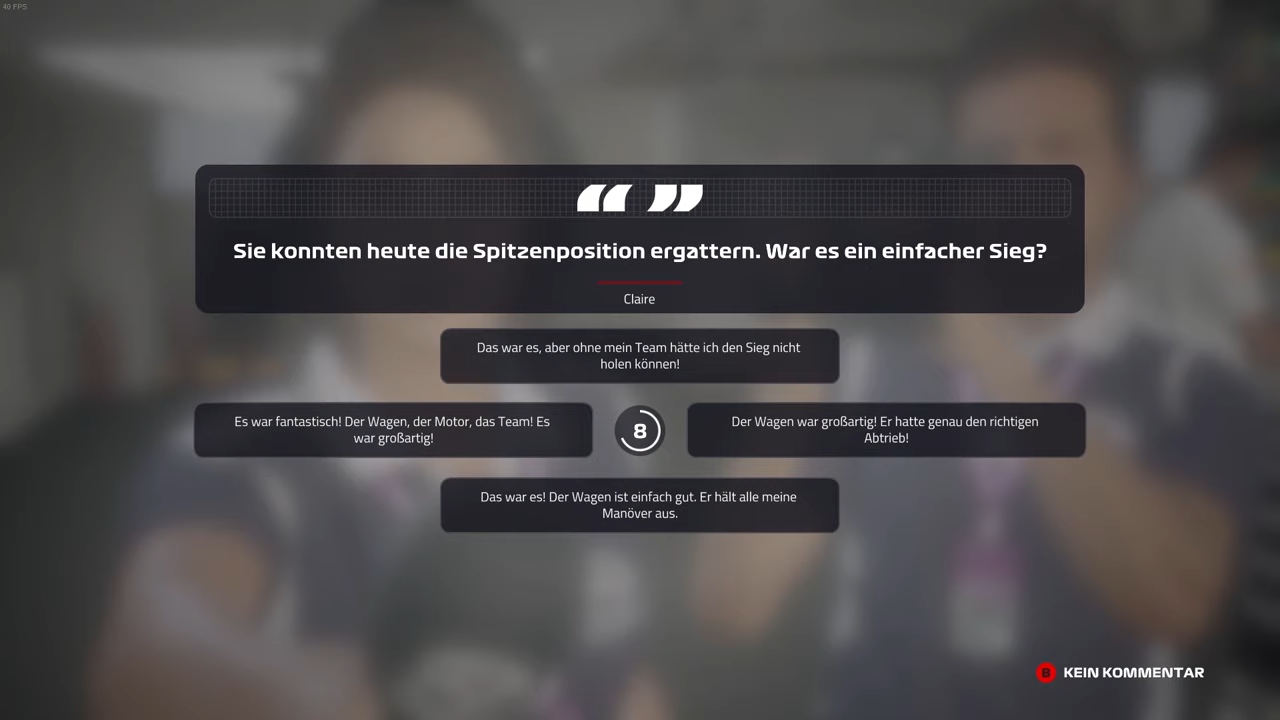 40 FPS
“ ”
Sie konnten heute die Spitzenposition ergattern. War es ein einfacher Sieg?
Claire
Das war es, aber ohne mein Team hätte ich den Sieg nicht
holen können!
Es war fantastisch! Der Wagen, der Motor, das Team! Es
war großartig!
8
Der Wagen war großartig! Er hatte genau den richtigen
Abtrieb!
Das war es! Der Wagen ist einfach gut. Er hält alle meine
Manöver aus.
B KEIN KOMMENTAR